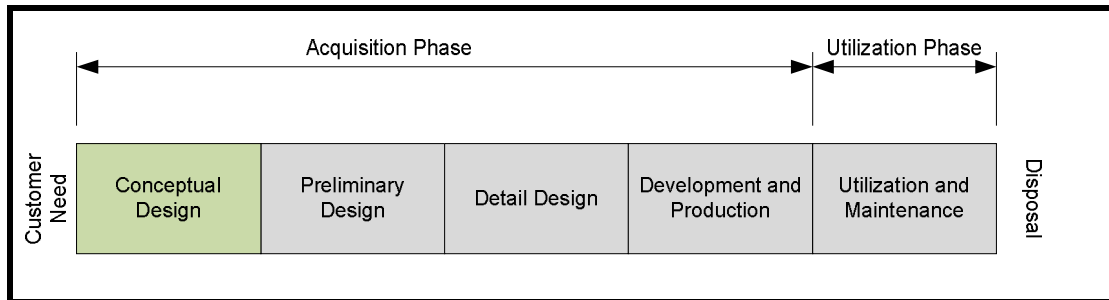 Acquisition Phase
Utilization Phase
Customer
Need
Conceptual
Design
Preliminary
Design
Detail Design
Development and
Production
Utilization and
Maintenance
Disposal